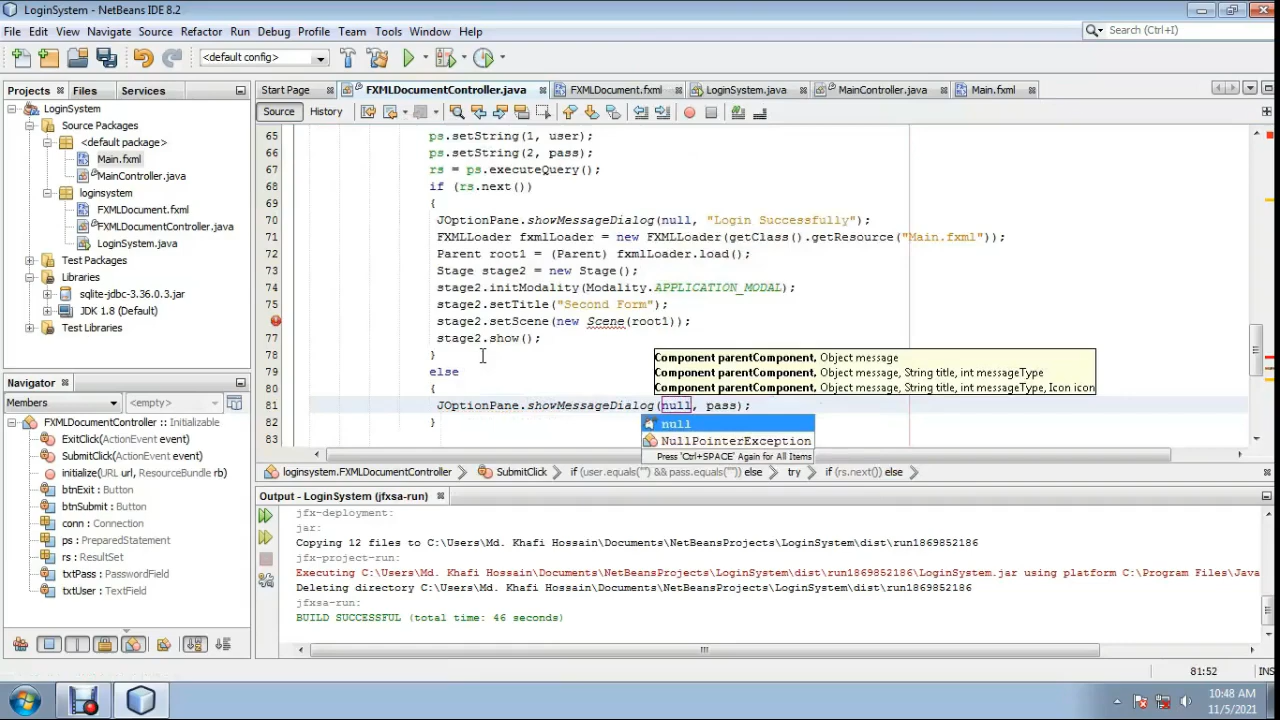 LoginSystem - NetBeans IDE 8.2
File Edit View Navigate Source Refactor Run Debug Profile Team Tools Window Help
Search (Ctrl+I)
<default config>
Projects Files Services
Start Page FXMLDocumentController.java FXMLDocument.fxml LoginSystem.java MainController.java Main.fxml
Source History
LoginSystem
Source Packages
<default package>
Main.fxml
MainController.java
loginsystem
FXMLDocument.fxml
FXMLDocumentController.java
LoginSystem.java
Test Packages
Libraries
sqlite-jdbc-3.36.0.3.jar
JDK 1.8 (Default)
Test Libraries
65 ps.setString(1, user);
66 ps.setString(2, pass);
67 rs = ps.executeQuery();
68 if (rs.next())
69 {
70 JOptionPane.showMessageDialog(null, "Login Successfully");
71 FXMLLoader fxmlLoader = new FXMLLoader(getClass().getResource("Main.fxml"));
72 Parent root1 = (Parent) fxmlLoader.load();
73 Stage stage2 = new Stage();
74 stage2.initModality(Modality.APPLICATION_MODAL);
75 stage2.setTitle("Second Form");
stage2.setScene(new Scene(root1));
77 stage2.show();
78 }
79 else
80 {
81 JOptionPane.showMessageDialog(null, pass);
82 }
83
Component parentComponent, Object message
Component parentComponent, Object message, String title, int messageType
Component parentComponent, Object message, String title, int messageType, Icon icon
null
NullPointerException
Press 'Ctrl+SPACE' Again for All Items
loginsystem.FXMLDocumentController SubmitClick if (user.equals("") && pass.equals("")) else try if (rs.next()) else
Navigator
Members <empty>
FXMLDocumentController :: Initializable
ExitClick(ActionEvent event)
SubmitClick(ActionEvent event)
initialize(URL url, ResourceBundle rb)
btnExit : Button
btnSubmit : Button
conn : Connection
ps : PreparedStatement
rs : ResultSet
txtPass : PasswordField
txtUser : TextField
Output - LoginSystem (jfxsa-run)
jfx-deployment:
jar:
Copying 12 files to C:\Users\Md. Khafi Hossain\Documents\NetBeansProjects\LoginSystem\dist\run1869852186
jfx-project-run:
Executing C:\Users\Md. Khafi Hossain\Documents\NetBeansProjects\LoginSystem\dist\run1869852186\LoginSystem.jar using platform C:\Program Files\Java
Deleting directory C:\Users\Md. Khafi Hossain\Documents\NetBeansProjects\LoginSystem\dist\run1869852186
jfxsa-run:
BUILD SUCCESSFUL (total time: 46 seconds)
81:52 INS
10:48 AM
11/5/2021